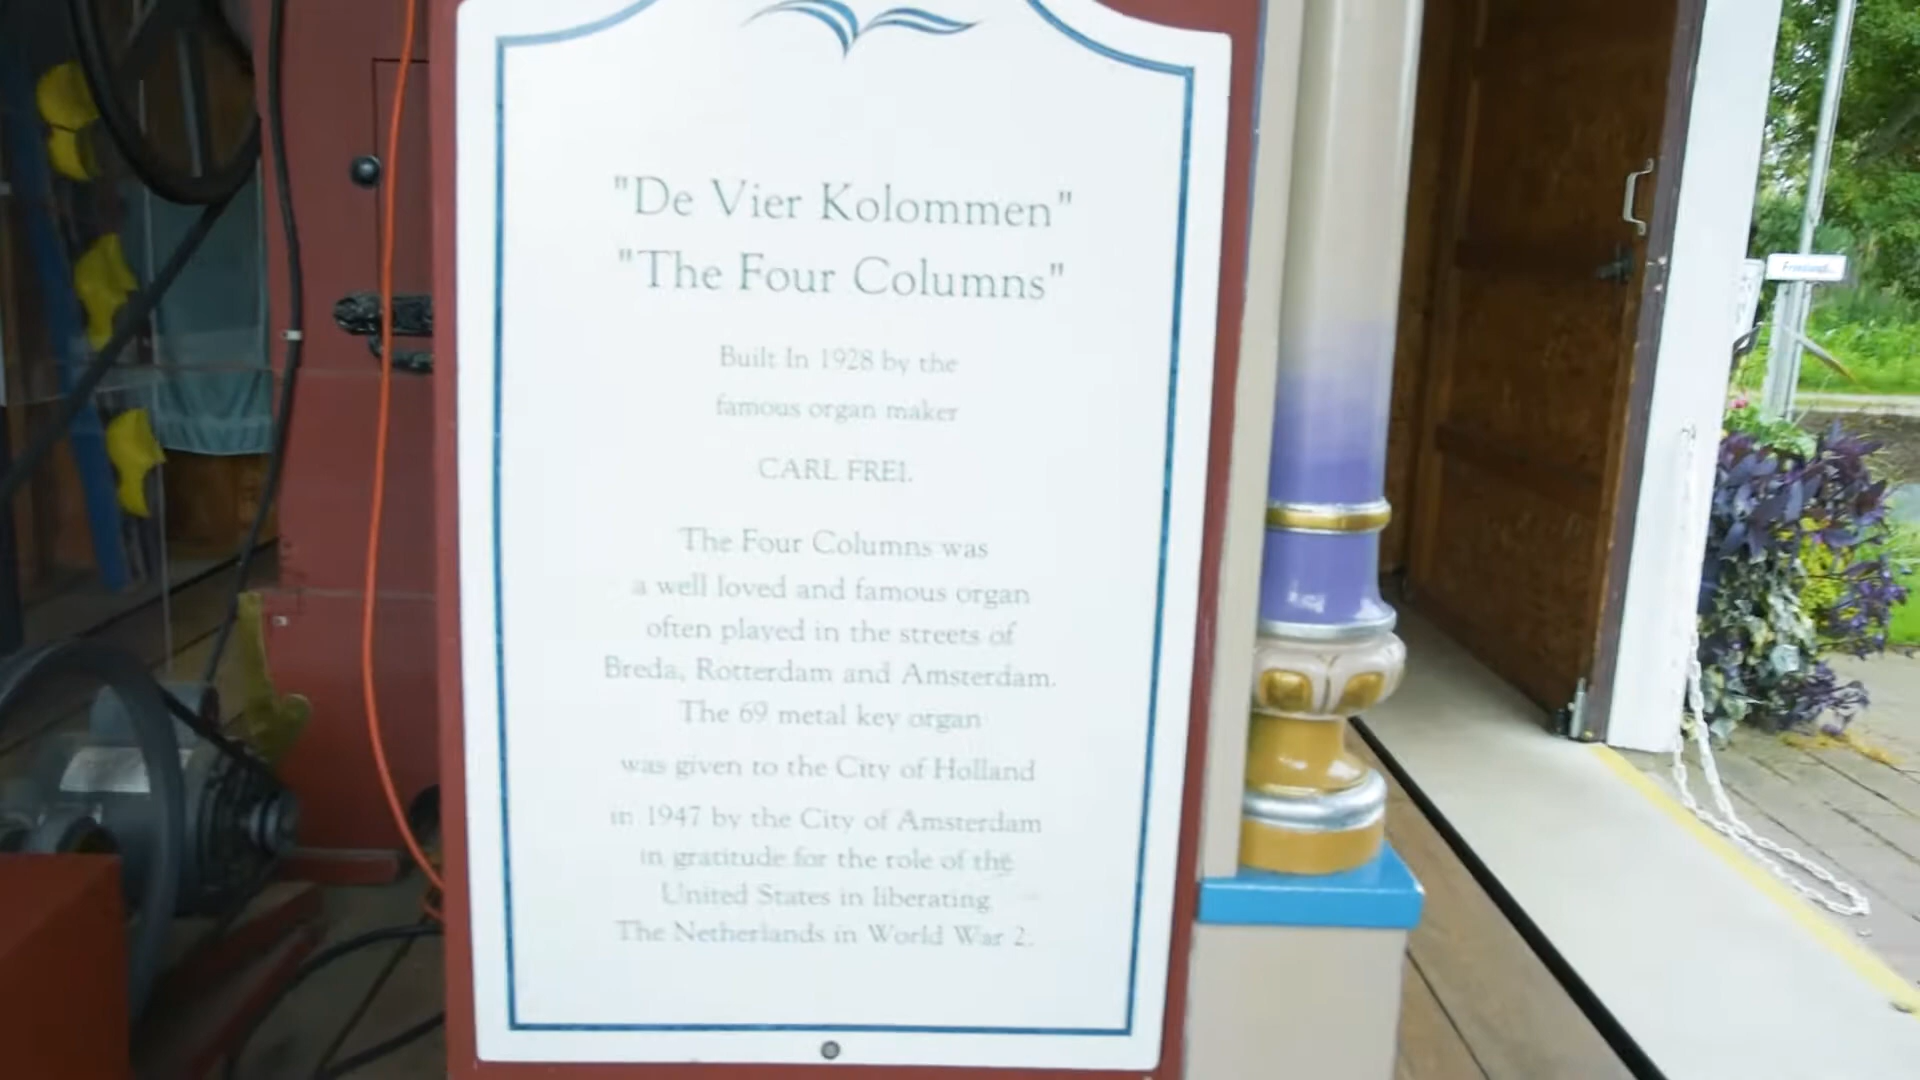 "De Vier Kolommen"
"The Four Columns"
Built In 1928 by the
famous organ maker
CARL FREI.
The Four Columns was
a well loved and famous organ
often played in the streets of
Breda, Rotterdam and Amsterdam.
The 69 metal key organ
was given to the City of Holland
in 1947 by the City of Amsterdam
in gratitude for the role of the
United States in liberating
The Netherlands in World War 2.